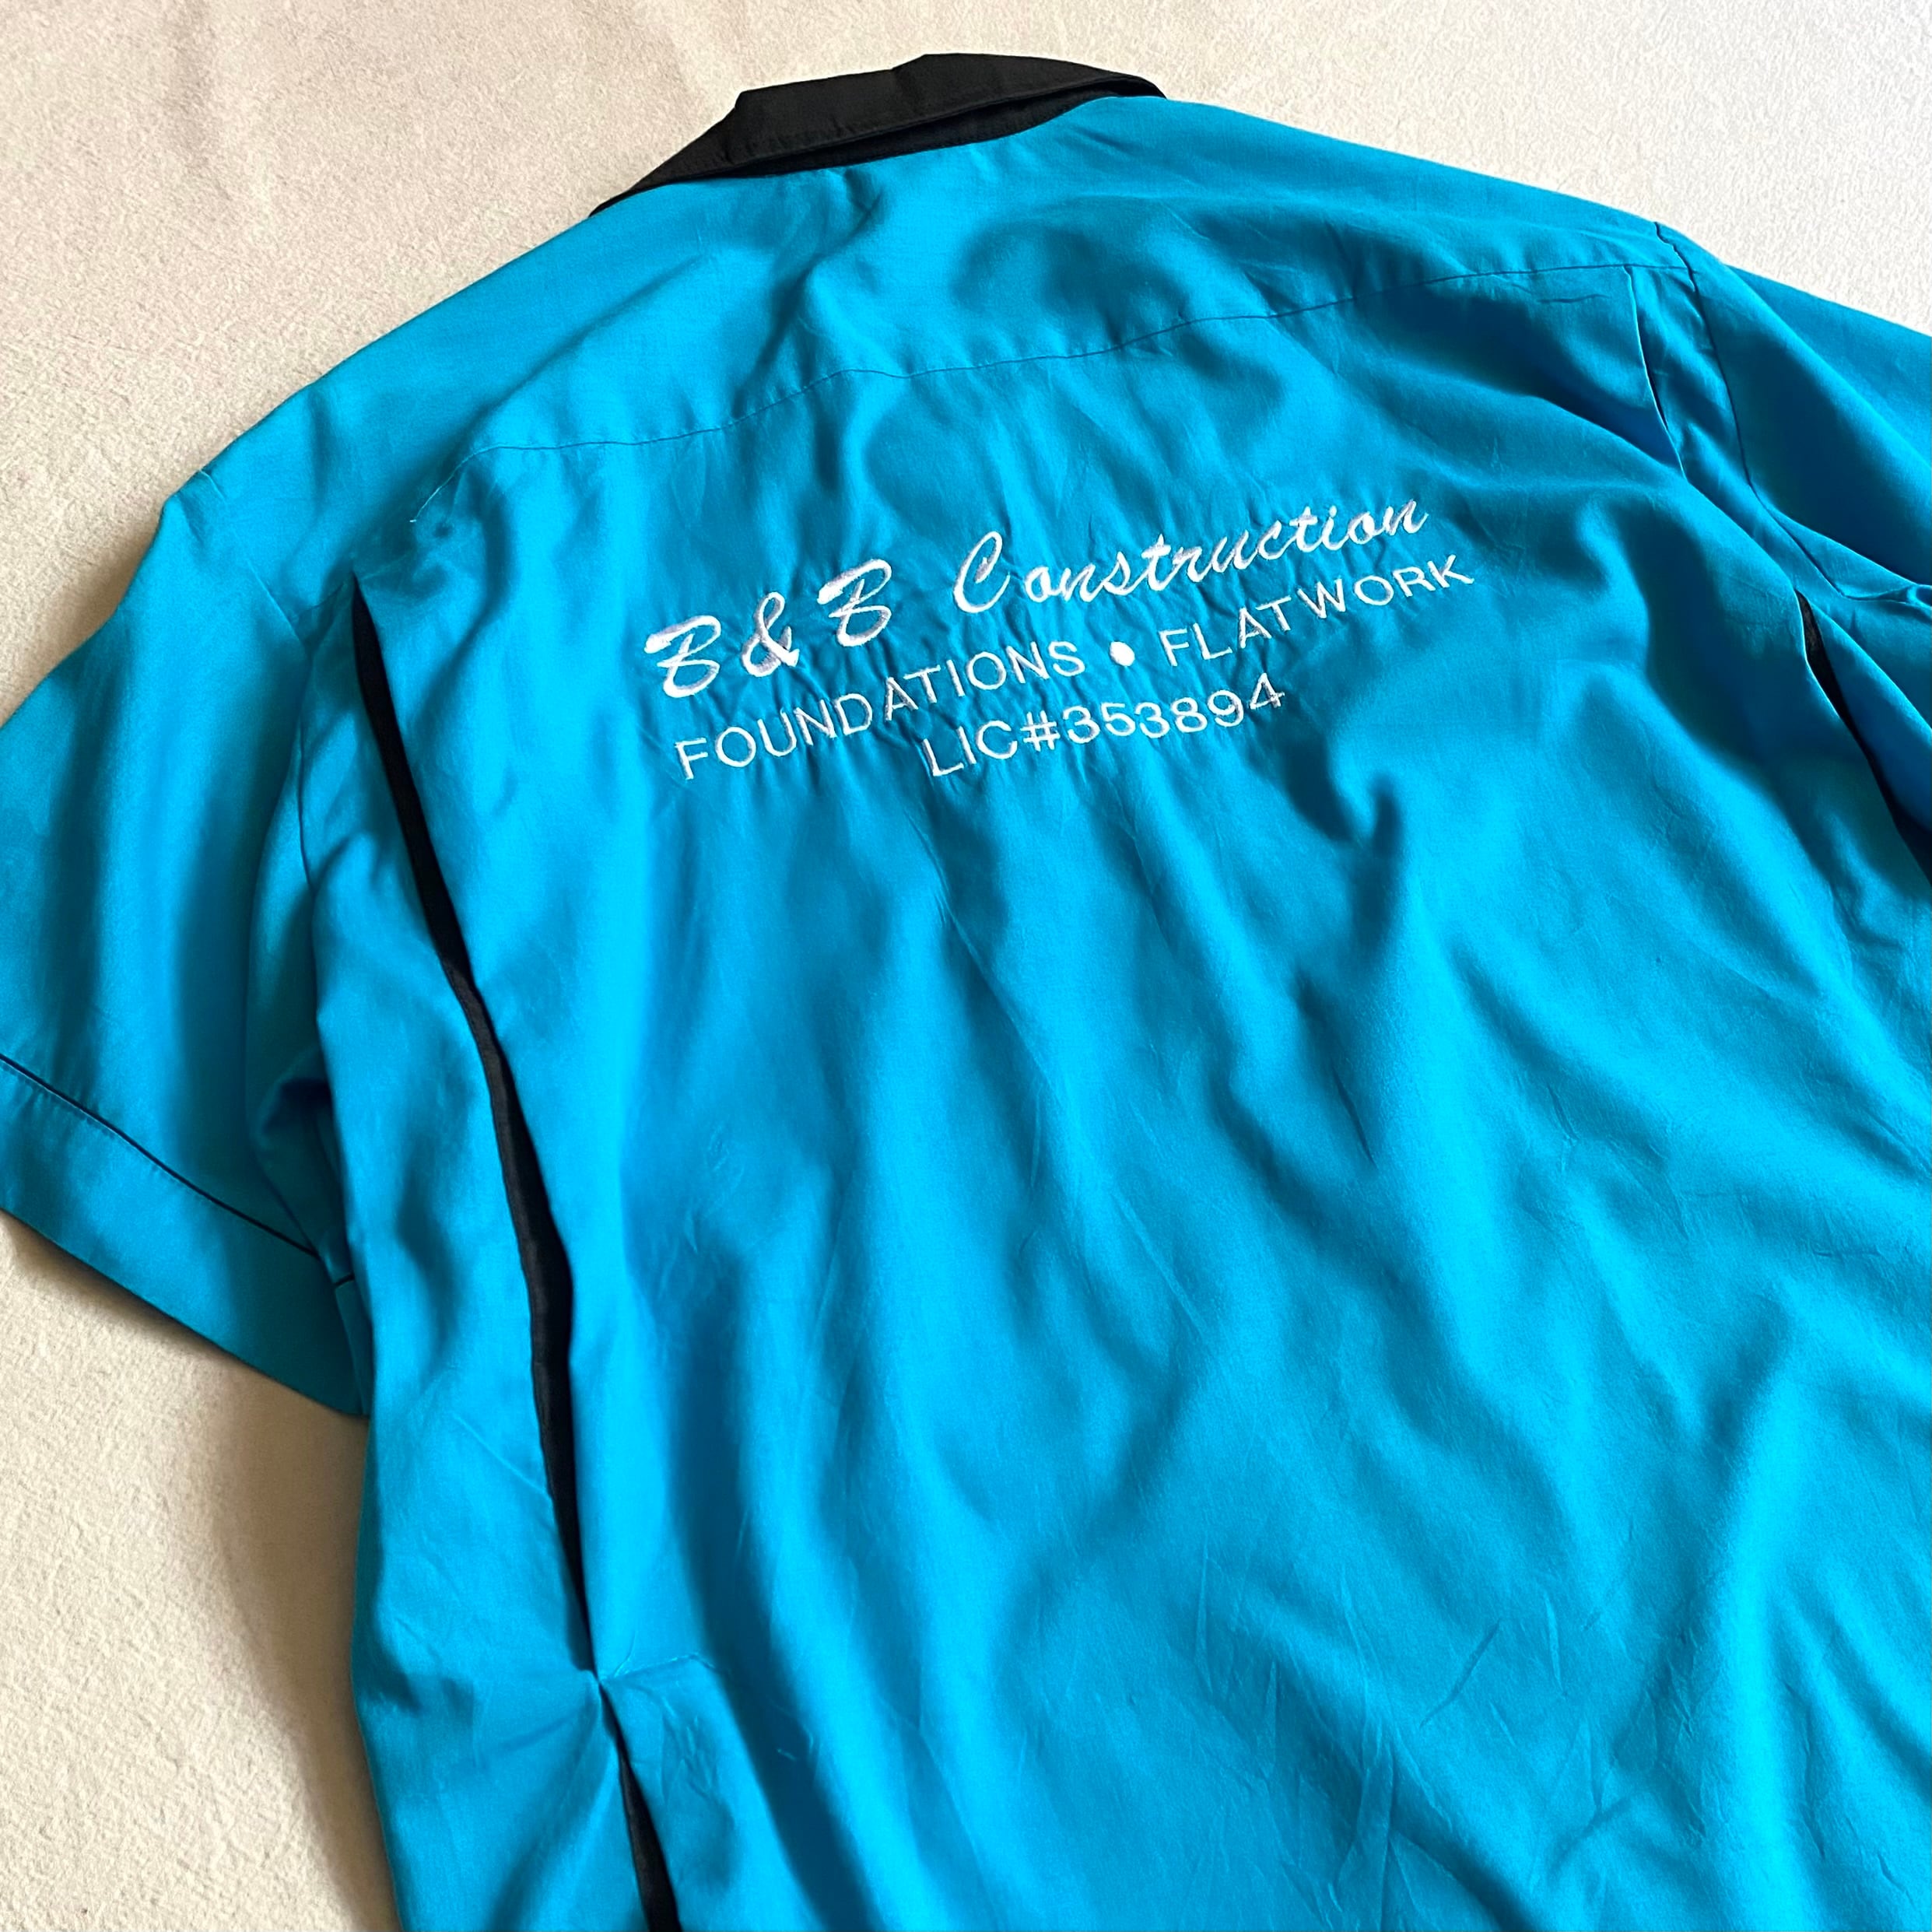 B&B Construction
FOUNDATIONS • FLATWORK
LIC#353894